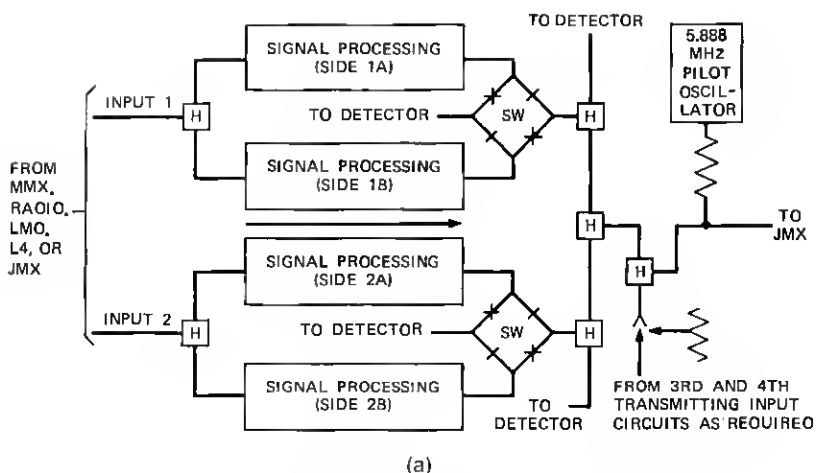 TO DETECTOR
SIGNAL PROCESSING
(SIDE 1A)
5.888
MHz
PILOT
OSCIL-
LATOR
INPUT 1
H
TO DETECTOR
SW
H
SIGNAL PROCESSING
(SIDE 1B)
FROM
MMX,
RADIO,
LMO,
L4, OR
JMX
H
TO
JMX
SIGNAL PROCESSING
(SIDE 2A)
H
INPUT 2
H
TO DETECTOR
SW
H
SIGNAL PROCESSING
(SIDE 2B)
TO
DETECTOR
FROM 3RD AND 4TH
TRANSMITTING INPUT
CIRCUITS AS REQUIRED
(a)